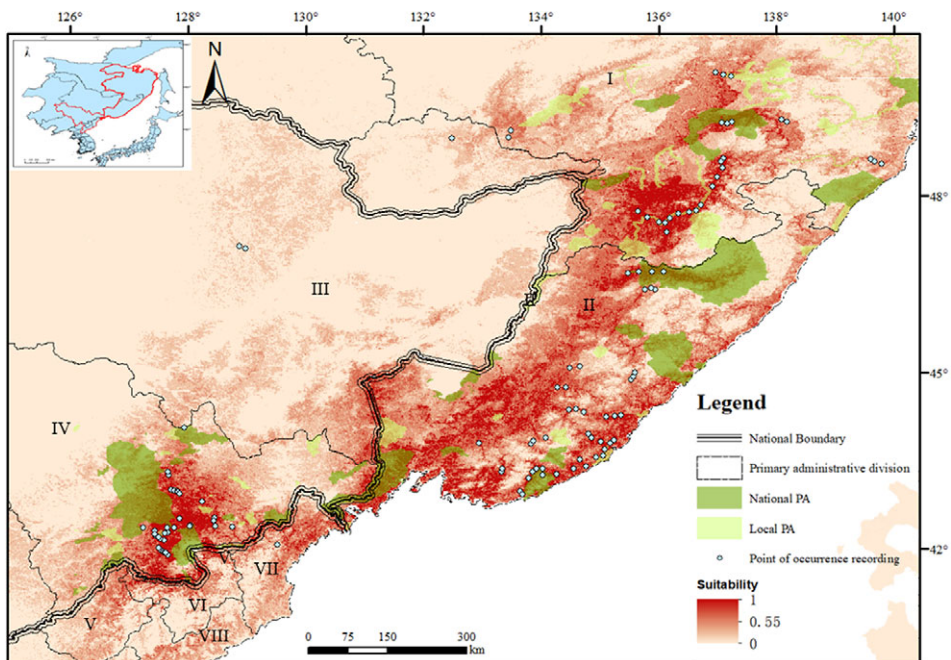 126° 128° 130° 132° 134° 136° 138° 140°
N
I
48°
III
II
II
45°
IV
42°
V
VII
VI
V
VIII
Legend
National Boundary
Primary administrative division
National PA
Local PA
Point of occurrence recording
Suitability
1
0.55
0
0 75 150 300
km